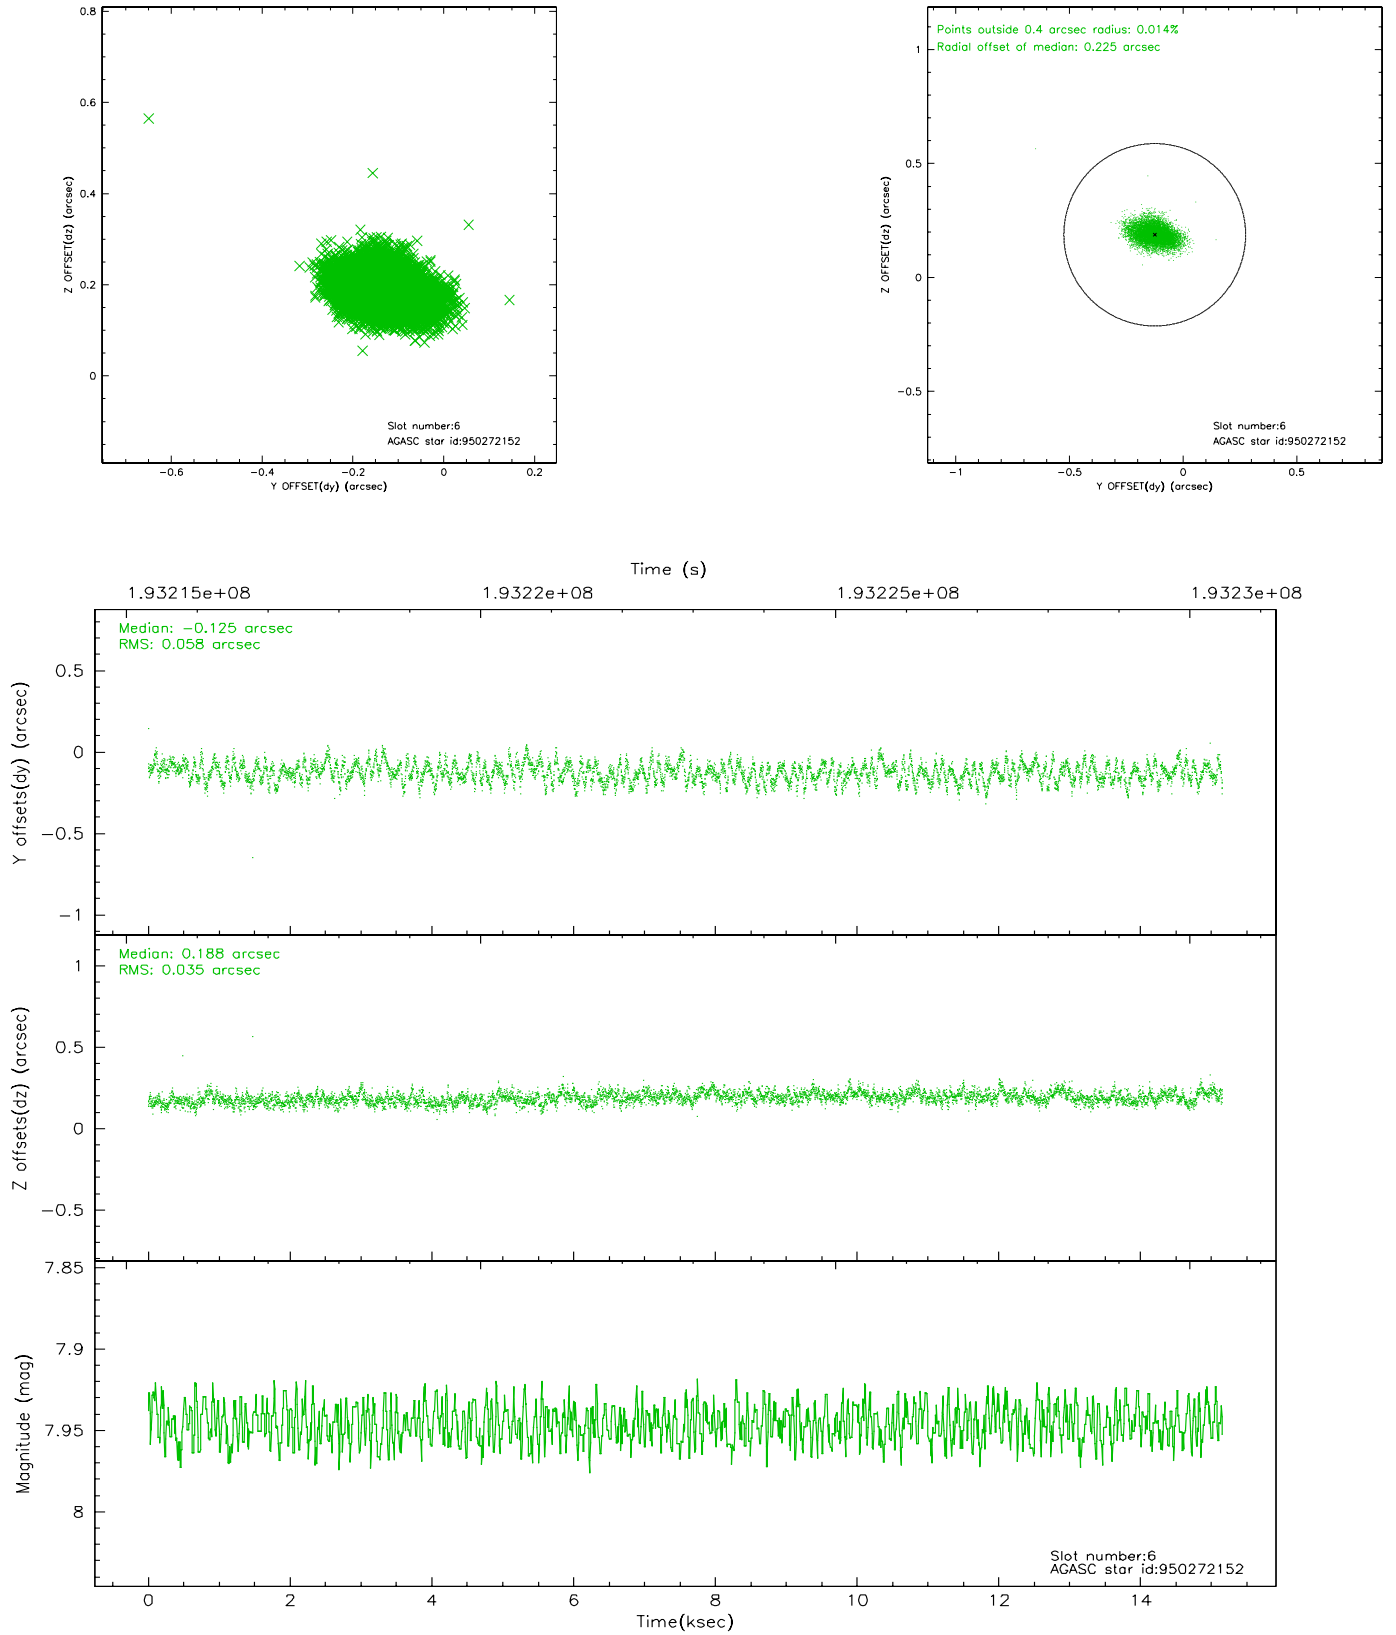 0.8
0.6
0.4
0.2
0
Z OFFSET(dz) (arcsec)
Slot number:6
AGASC star id:950272152
−0.6 −0.4 −0.2 0 0.2
Y OFFSET(dy) (arcsec)
Points outside 0.4 arcsec radius: 0.014%
Radial offset of median: 0.225 arcsec
1
0.5
0
−0.5
Z OFFSET(dz) (arcsec)
Slot number:6
AGASC star id:950272152
−1 −0.5 0 0.5
Y OFFSET(dy) (arcsec)
Time (s)
1.93215e+08 1.9322e+08 1.93225e+08 1.9323e+08
Median: −0.125 arcsec
RMS: 0.058 arcsec
0.5
0
−0.5
−1
Y offsets(dy) (arcsec)
Median: 0.188 arcsec
RMS: 0.035 arcsec
1
0.5
0
−0.5
Z offsets(dz) (arcsec)
7.85
7.9
7.95
8
Magnitude (mag)
Slot number:6
AGASC star id:950272152
0 2 4 6 8 10 12 14
Time(ksec)